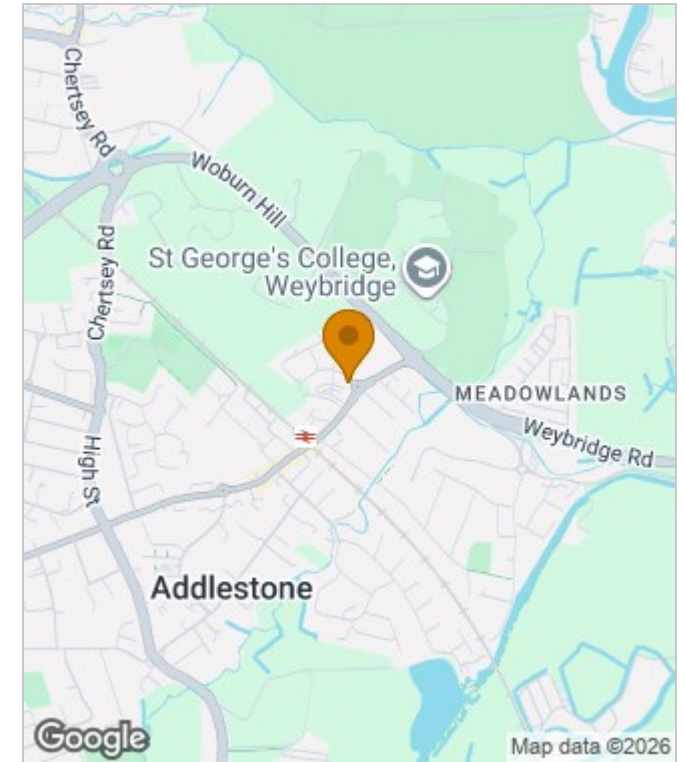 Chertsey Rd
Woburn Hill
St George's College,
Weybridge
Chertsey Rd
MEADOWLANDS
Weybridge Rd
High St
Addlestone
Google
Map data ©2026